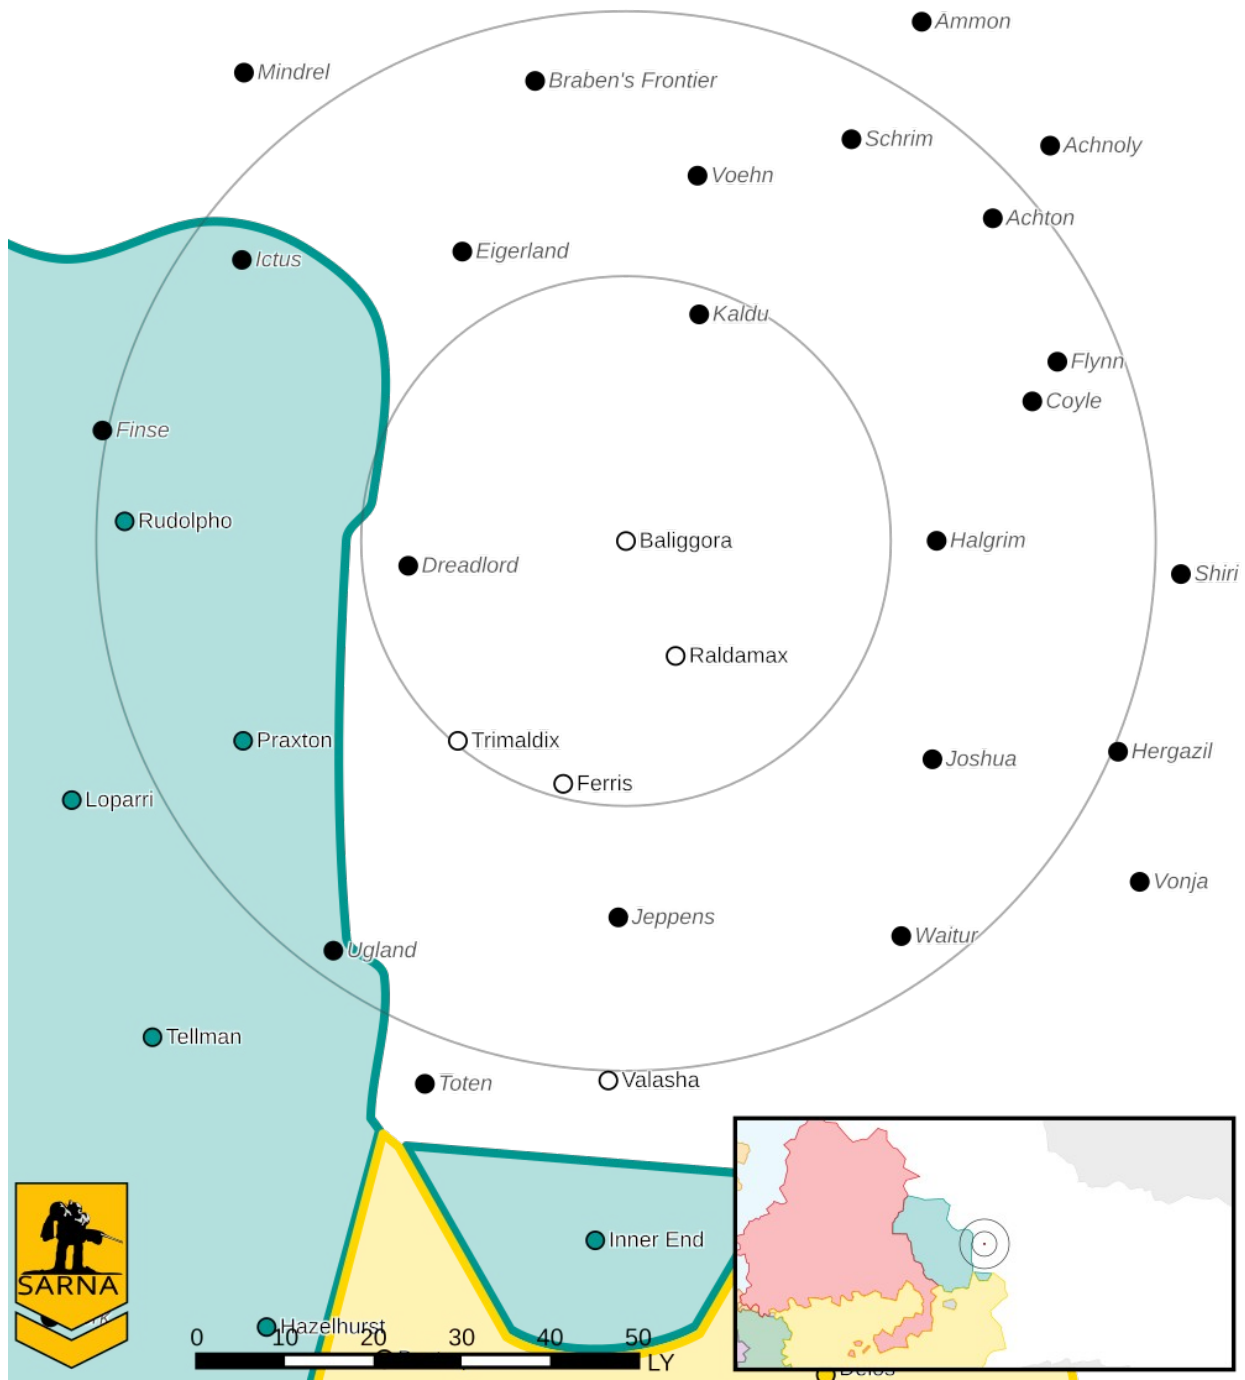 Ammon
Mindrel
Braben's Frontier
Schrim
Achnoly
Voehn
Achton
Eigerland
Ictus
Kaldu
Flynn
Coyle
Finse
Rudolpho
Baliggora
Halgrim
Dreadlord
Shiri
Raldamax
Praxton
Trimaldix
Hergazil
Joshua
Ferris
Loparri
Vonja
Jeppens
Waitur
Ugland
Tellman
Valasha
Toten
Inner End
SARNA
Hazelhurst
0 10 20 30 40 50
LY
Delos